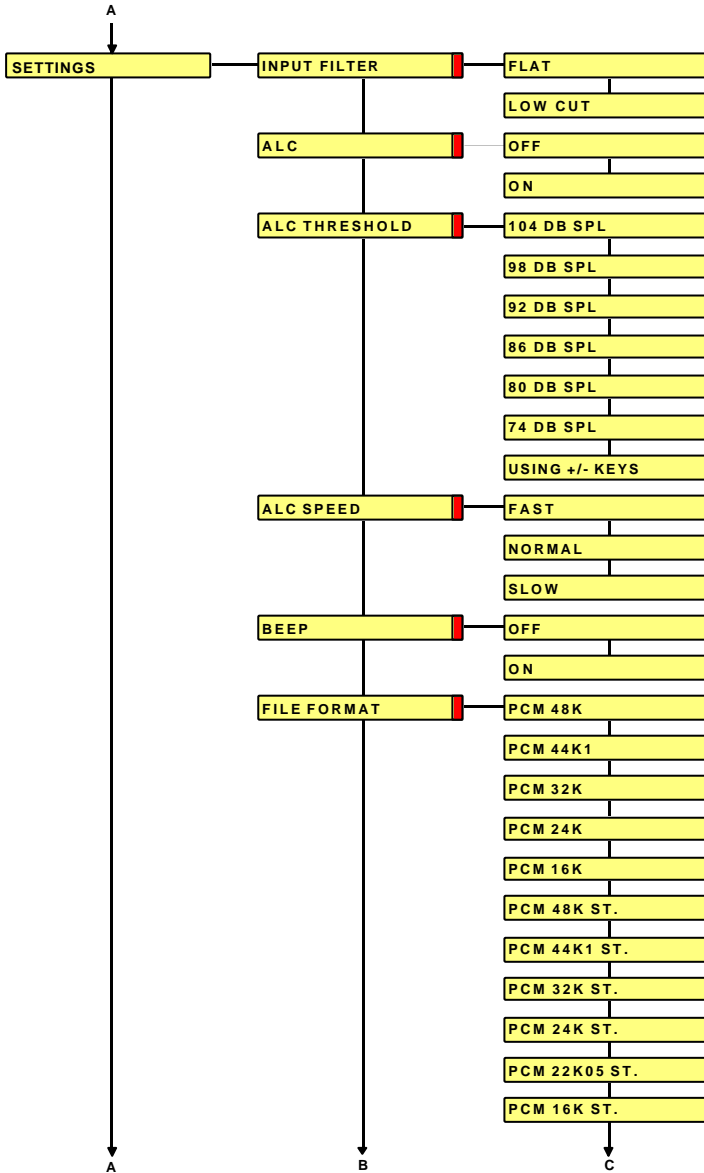 A
SETTINGS
INPUT FILTER
FLAT
LOW CUT
ALC
OFF
ON
ALC THRESHOLD
104 DB SPL
98 DB SPL
92 DB SPL
86 DB SPL
80 DB SPL
74 DB SPL
USING +/- KEYS
ALC SPEED
FAST
NORMAL
SLOW
BEEP
OFF
ON
FILE FORMAT
PCM 48K
PCM 44K1
PCM 32K
PCM 24K
PCM 16K
PCM 48K ST.
PCM 44K1 ST.
PCM 32K ST.
PCM 24K ST.
PCM 22K05 ST.
PCM 16K ST.
A
B
C